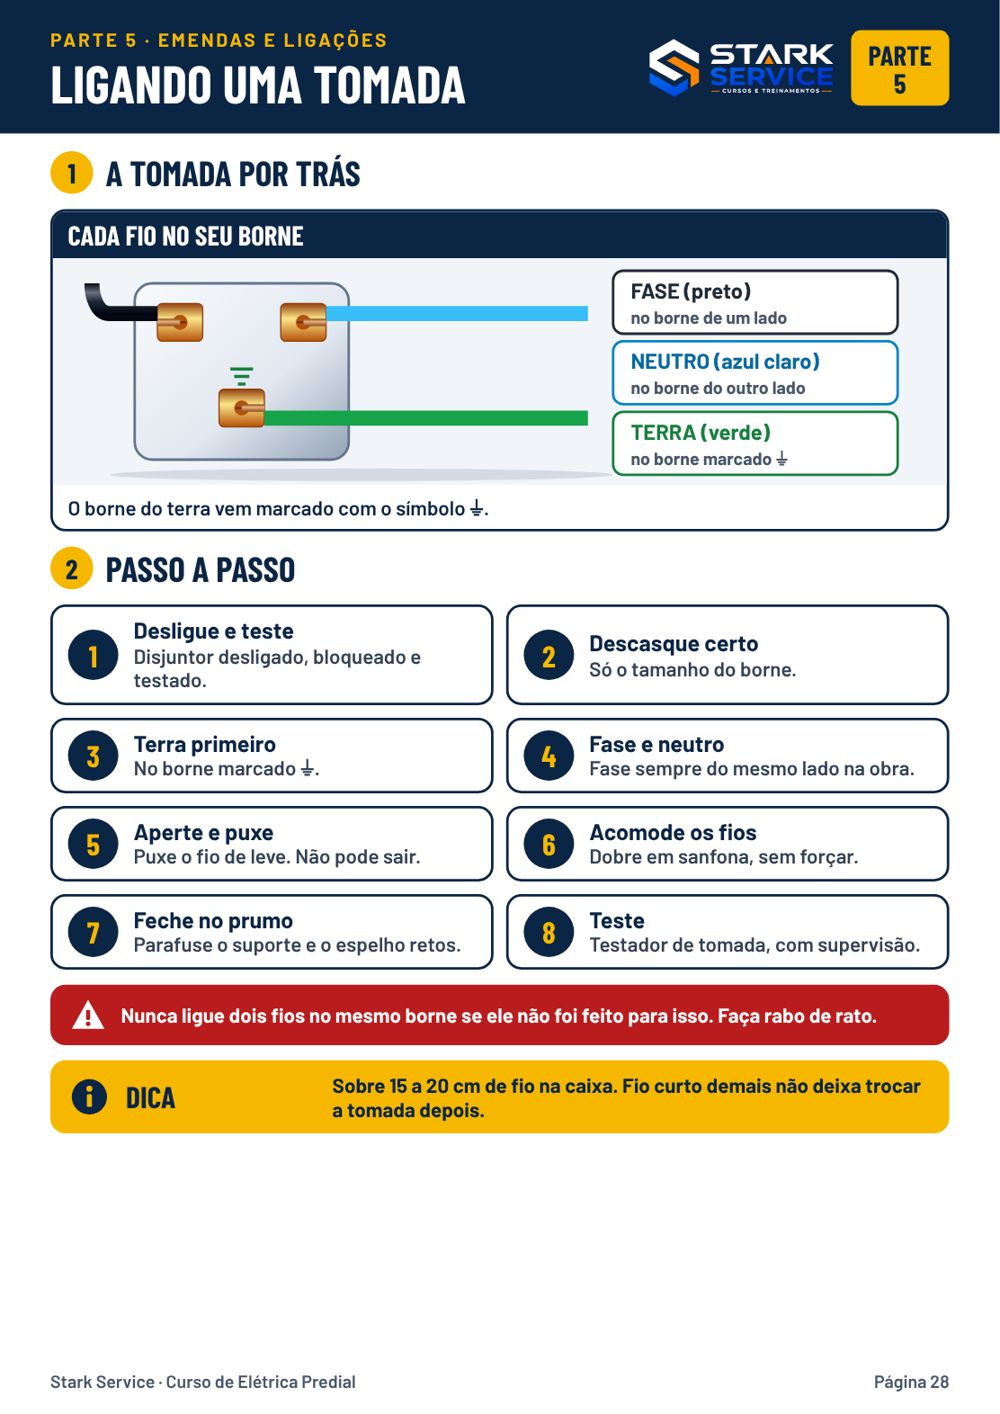 PARTE 5 · EMENDAS E LIGAÇÕES
LIGANDO UMA TOMADA
STARK
SERVICE
CURSOS E TREINAMENTOS
PARTE
5
1 A TOMADA POR TRÁS
CADA FIO NO SEU BORNE
FASE (preto)
no borne de um lado
NEUTRO (azul claro)
no borne do outro lado
TERRA (verde)
no borne marcado ⏚
O borne do terra vem marcado com o símbolo ⏚.
2 PASSO A PASSO
1
Desligue e teste
Disjuntor desligado, bloqueado e
testado.
2
Descasque certo
Só o tamanho do borne.
3
Terra primeiro
No borne marcado ⏚.
4
Fase e neutro
Fase sempre do mesmo lado na obra.
5
Aperte e puxe
Puxe o fio de leve. Não pode sair.
6
Acomode os fios
Dobre em sanfona, sem forçar.
7
Feche no prumo
Parafuse o suporte e o espelho retos.
8
Teste
Testador de tomada, com supervisão.
Nunca ligue dois fios no mesmo borne se ele não foi feito para isso. Faça rabo de rato.
DICA
Sobre 15 a 20 cm de fio na caixa. Fio curto demais não deixa trocar
a tomada depois.
Stark Service · Curso de Elétrica Predial
Página 28